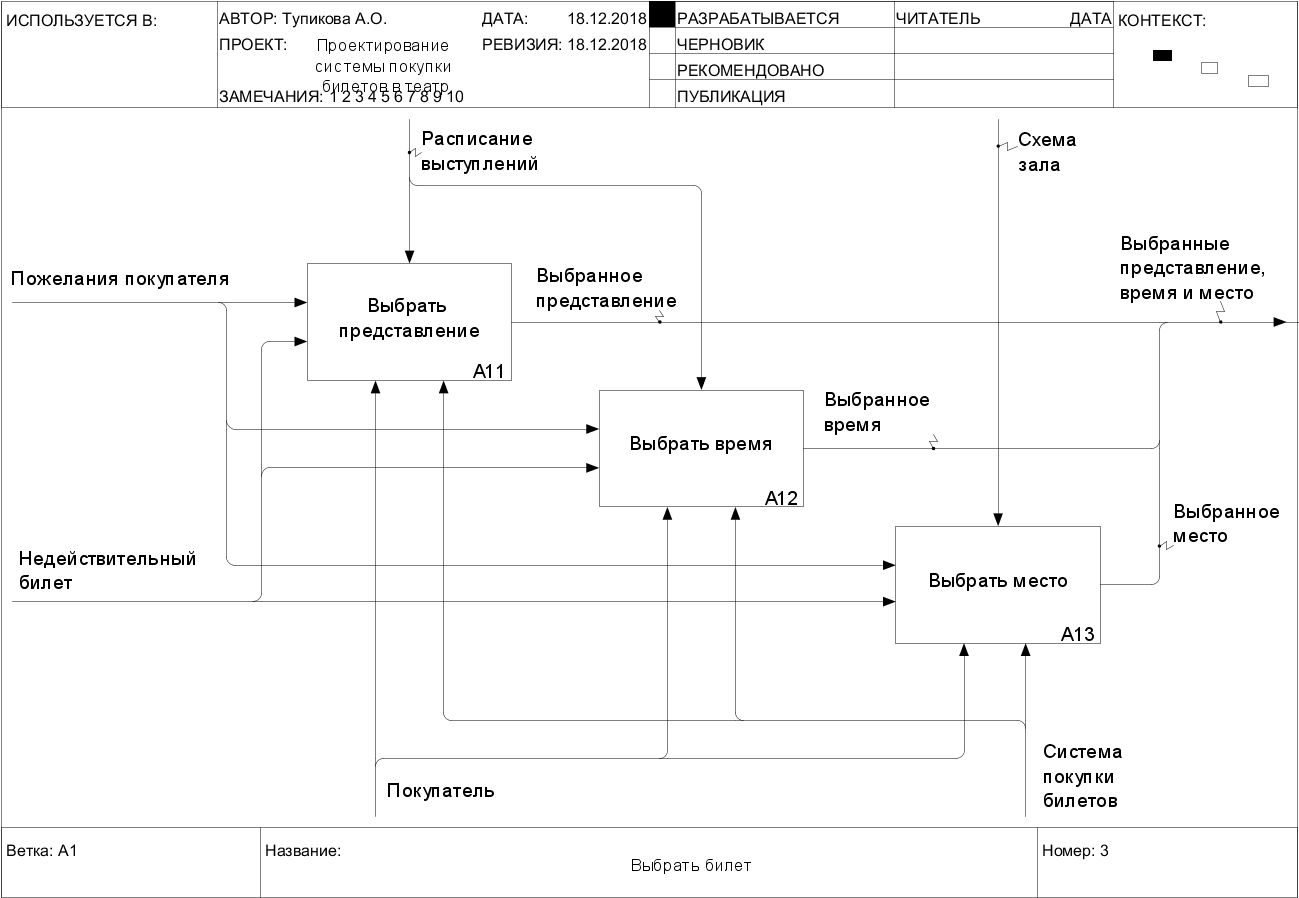 ИСПОЛЬЗУЕТСЯ В:
АВТОР: Тупикова А.О.
ДАТА: 18.12.2018
РАЗРАБАТЫВАЕТСЯ
ЧИТАТЕЛЬ
ДАТА
КОНТЕКСТ:
ПРОЕКТ:
Проектирование
системы покупки
билетов в театр
РЕВИЗИЯ: 18.12.2018
ЧЕРНОВИК
РЕКОМЕНДОВАНО
ЗАМЕЧАНИЯ: 1 2 3 4 5 6 7 8 9 10
ПУБЛИКАЦИЯ
Расписание
выступлений
Схема
зала
Выбранные
представление,
время и место
Пожелания покупателя
Выбранное
представление
Выбрать
представление
A11
Выбранное
время
Выбрать время
A12
Выбранное
место
Недействительный
билет
Выбрать место
A13
Система
покупки
билетов
Покупатель
Ветка: A1
Название:
Выбрать билет
Номер: 3